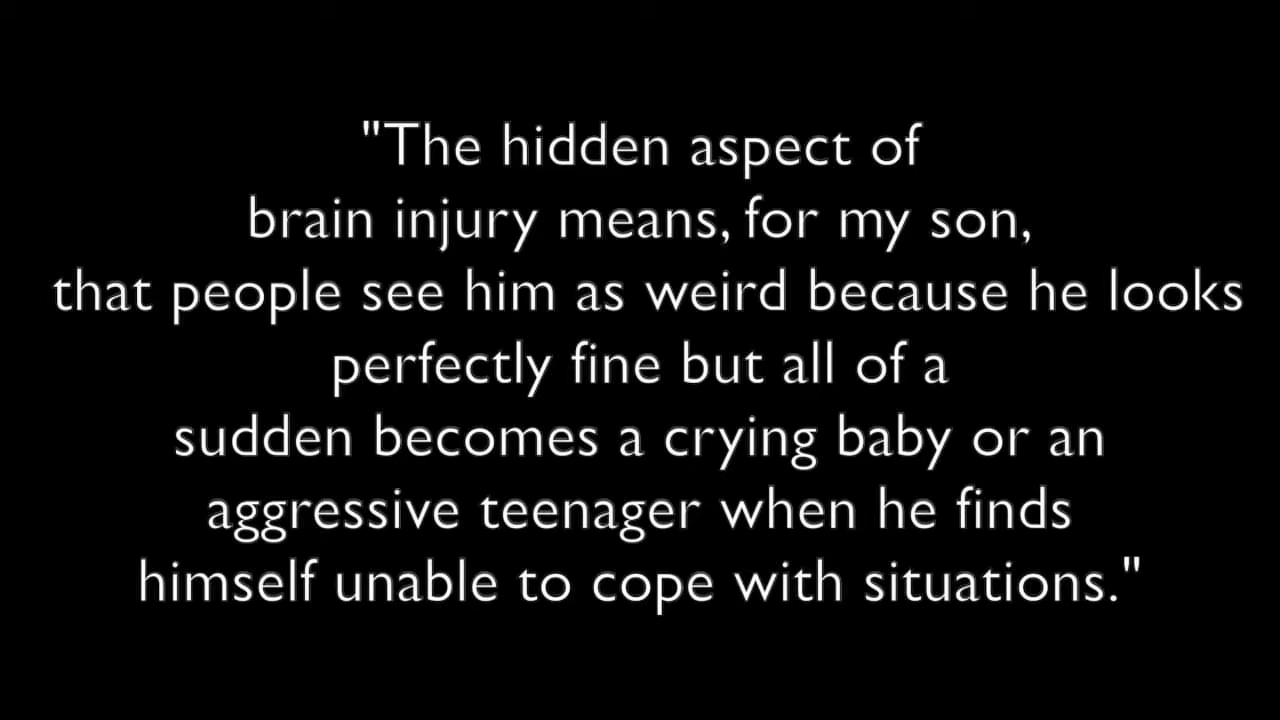 "The hidden aspect of
brain injury means, for my son,
that people see him as weird because he looks
perfectly fine but all of a
sudden becomes a crying baby or an
aggressive teenager when he finds
himself unable to cope with situations."